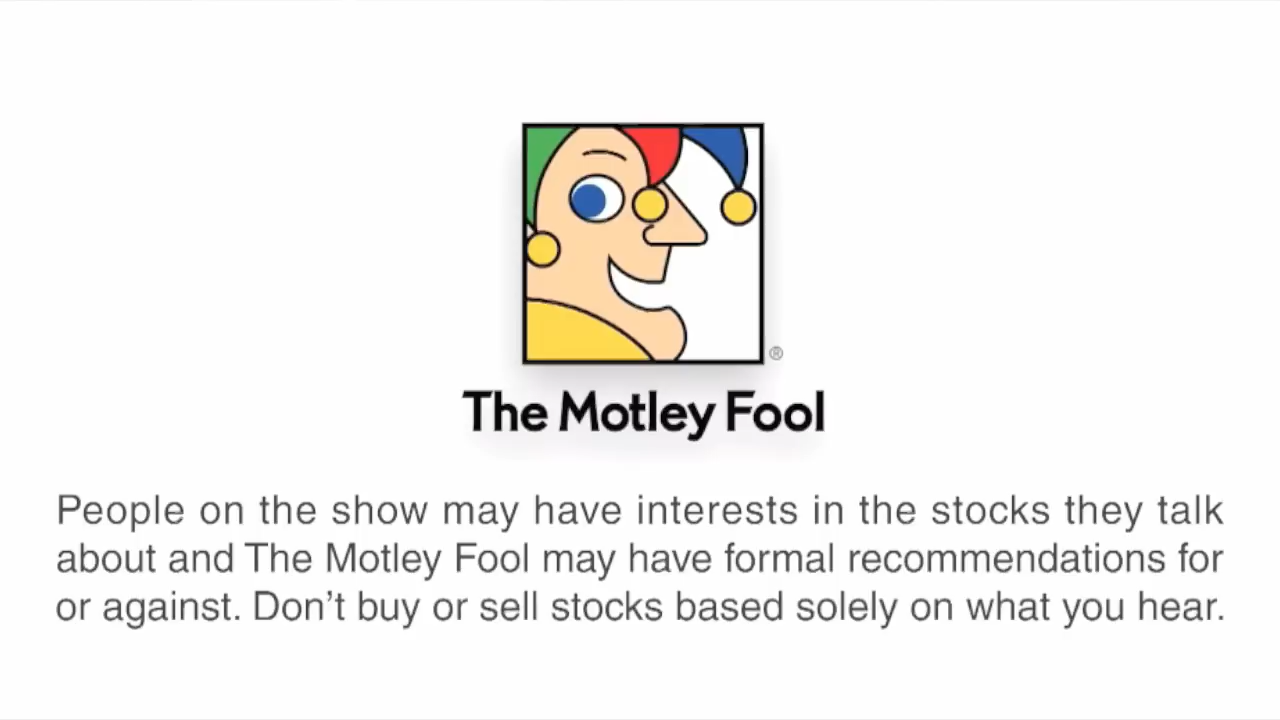 ®
The Motley Fool
People on the show may have interests in the stocks they talk
about and The Motley Fool may have formal recommendations for
or against. Don’t buy or sell stocks based solely on what you hear.